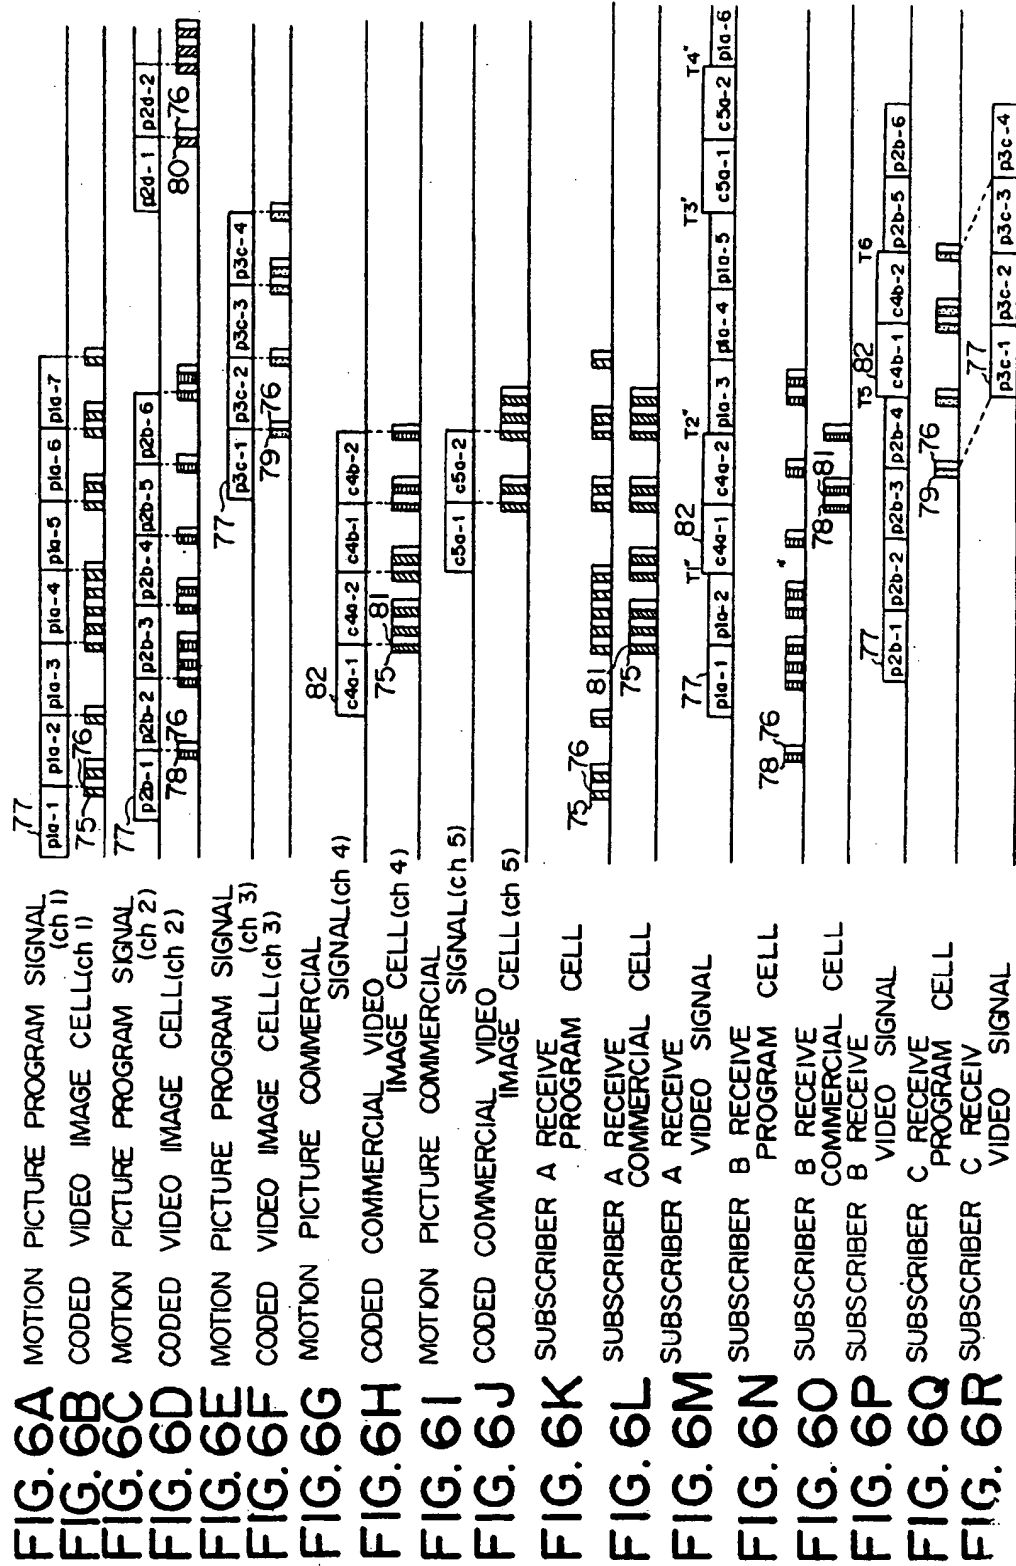 FIG. 6A MOTION PICTURE PROGRAM SIGNAL (ch 1)
77 p1a-1 p1a-2 p1a-3 p1a-4 p1a-5 p1a-6 p1a-7
FIG. 6B CODED VIDEO IMAGE CELL(ch 1)
75 76
FIG. 6C MOTION PICTURE PROGRAM SIGNAL (ch 2)
77 p2b-1 p2b-2 p2b-3 p2b-4 p2b-5 p2b-6 p2d-1 p2d-2
FIG. 6D CODED VIDEO IMAGE CELL(ch 2)
78 76 80 76
FIG. 6E MOTION PICTURE PROGRAM SIGNAL (ch 3)
77 p3c-1 p3c-2 p3c-3 p3c-4
FIG. 6F CODED VIDEO IMAGE CELL(ch 3)
79 76
FIG. 6G MOTION PICTURE COMMERCIAL
SIGNAL(ch 4)
82 c4a-1 c4a-2 c4b-1 c4b-2
FIG. 6H CODED COMMERCIAL VIDEO
IMAGE CELL(ch 4)
75 81
FIG. 6I MOTION PICTURE COMMERCIAL
SIGNAL(ch 5)
c5a-1 c5a-2
FIG. 6J CODED COMMERCIAL VIDEO
IMAGE CELL(ch 5)
FIG. 6K SUBSCRIBER A RECEIVE
PROGRAM CELL
75 76
FIG. 6L SUBSCRIBER A RECEIVE
COMMERCIAL CELL
75 81
FIG. 6M SUBSCRIBER A RECEIVE
VIDEO SIGNAL
77 82 T1" T2" T3" T4"
p1a-1 p1a-2 c4a-1 c4a-2 p1a-3 p1a-4 p1a-5 c5a-1 c5a-2 p1a-6
FIG. 6N SUBSCRIBER B RECEIVE
PROGRAM CELL
78 76
FIG. 6O SUBSCRIBER B RECEIVE
COMMERCIAL CELL
78 81
FIG. 6P SUBSCRIBER B RECEIVE
VIDEO SIGNAL
77 T5 82 T6
p2b-1 p2b-2 p2b-3 p2b-4 c4b-1 c4b-2 p2b-5 p2b-6
FIG. 6Q SUBSCRIBER C RECEIVE
PROGRAM CELL
79 76
FIG. 6R SUBSCRIBER C RECEIV
VIDEO SIGNAL
77 p3c-1 p3c-2 p3c-3 p3c-4